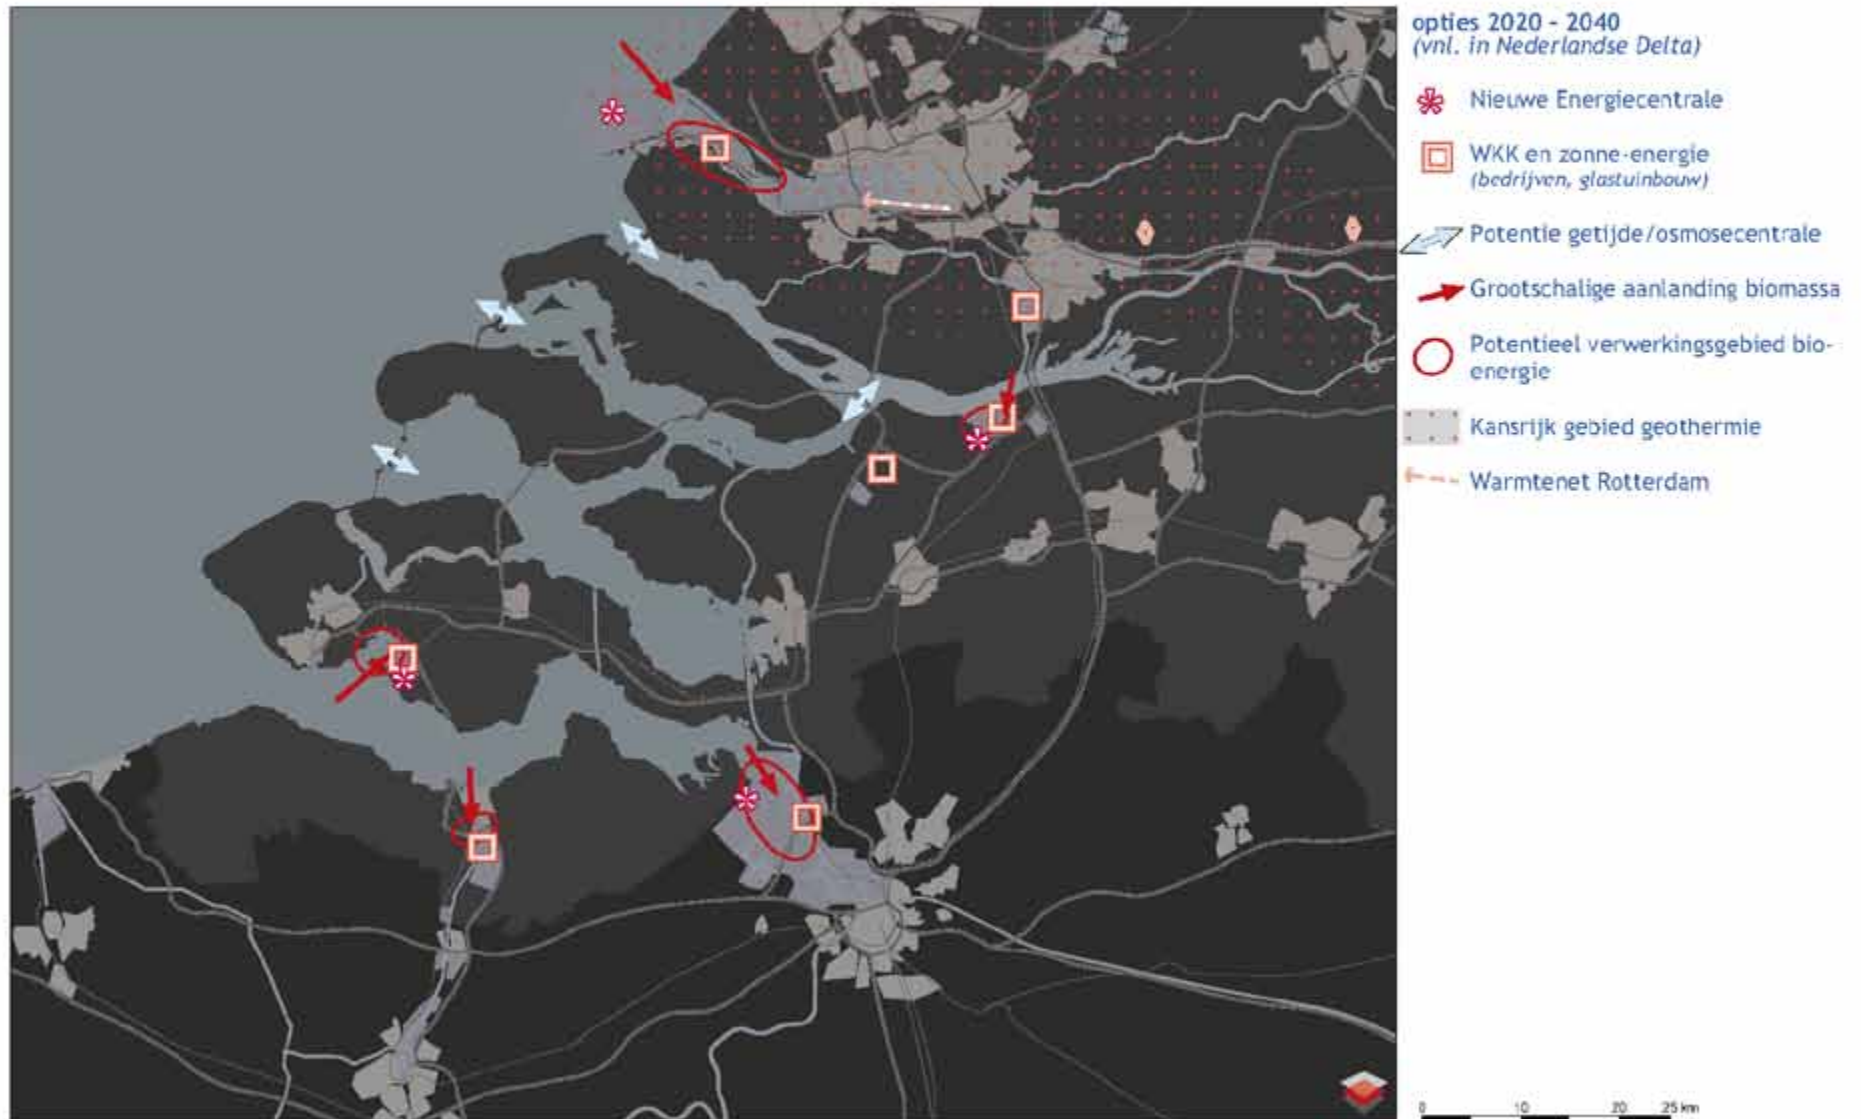 opties 2020 - 2040
(vnl. in Nederlandse Delta)
Nieuwe Energiecentrale
WKK en zonne-energie
(bedrijven, glastuinbouw)
Potentie getijde/osmosecentrale
Grootschalige aanlanding biomassa
Potentieel verwerkingsgebied bio-
energie
Kansrijk gebied geothermie
Warmtenet Rotterdam
0 10 20 25 km